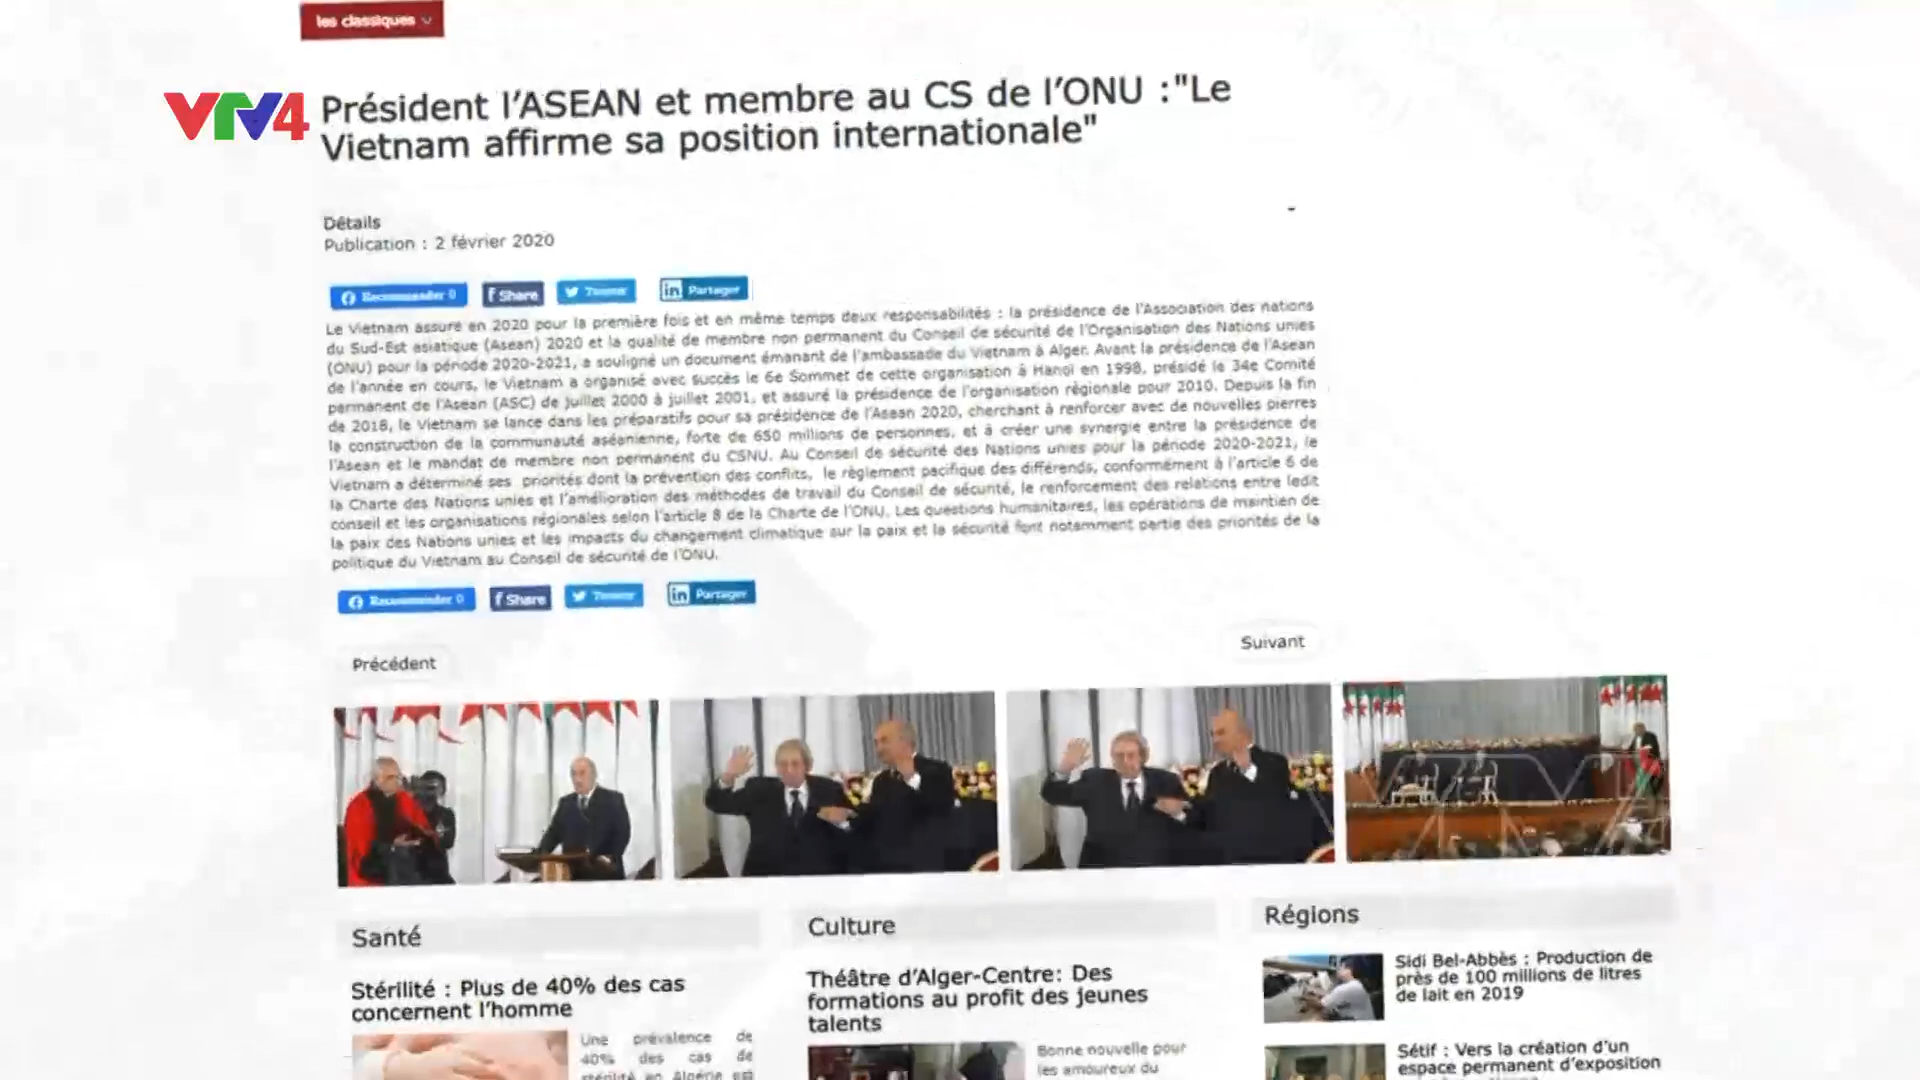 les classiques
VTV4
Président l'ASEAN et membre au CS de l'ONU :"Le
Vietnam affirme sa position internationale"
Détails
Publication : 2 février 2020
Recommander 0
Share
Tweeter
Partager
Le Vietnam assure en 2020 pour la première fois et en même temps deux responsabilités : la présidence de l'Association des nations
du Sud-Est asiatique (Asean) 2020 et la qualité de membre non permanent du Conseil de sécurité de l'Organisation des Nations unies
(ONU) pour la période 2020-2021, a souligné un document émanant de l'ambassade du Vietnam à Alger. Avant la présidence de l'Asean
de l'année en cours, le Vietnam a organisé avec succès le 6e Sommet de cette organisation à Hanoï en 1998, présidé le 34e Comité
permanent de l'Asean (ASC) de juillet 2000 à juillet 2001, et assuré la présidence de l'organisation régionale pour 2010. Depuis la fin
de 2018, le Vietnam se lance dans les préparatifs pour sa présidence de l'Asean 2020, cherchant à renforcer avec de nouvelles pierres
la construction de la communauté aséanienne, forte de 650 millions de personnes, et à créer une synergie entre la présidence de
l'Asean et le mandat de membre non permanent du CSNU. Au Conseil de sécurité des Nations unies pour la période 2020-2021, le
Vietnam a déterminé ses priorités dont la prévention des conflits, le règlement pacifique des différends, conformément à l'article 6 de
la Charte des Nations unies et l'amélioration des méthodes de travail du Conseil de sécurité, le renforcement des relations entre ledit
conseil et les organisations régionales selon l'article 8 de la Charte de l'ONU. Les questions humanitaires, les opérations de maintien de
la paix des Nations unies et les impacts du changement climatique sur la paix et la sécurité font notamment partie des priorités de la
politique du Vietnam au Conseil de sécurité de l'ONU.
Recommander 0
Share
Tweeter
Partager
Précédent
Suivant
Santé
Stérilité : Plus de 40% des cas
concernent l'homme
Une prévalence de
40% des cas de
stérilité en Algérie est
Culture
Théâtre d'Alger-Centre: Des
formations au profit des jeunes
talents
Bonne nouvelle pour
les amoureux du
Régions
Sidi Bel-Abbès : Production de
près de 100 millions de litres
de lait en 2019
Sétif : Vers la création d'un
espace permanent d'exposition